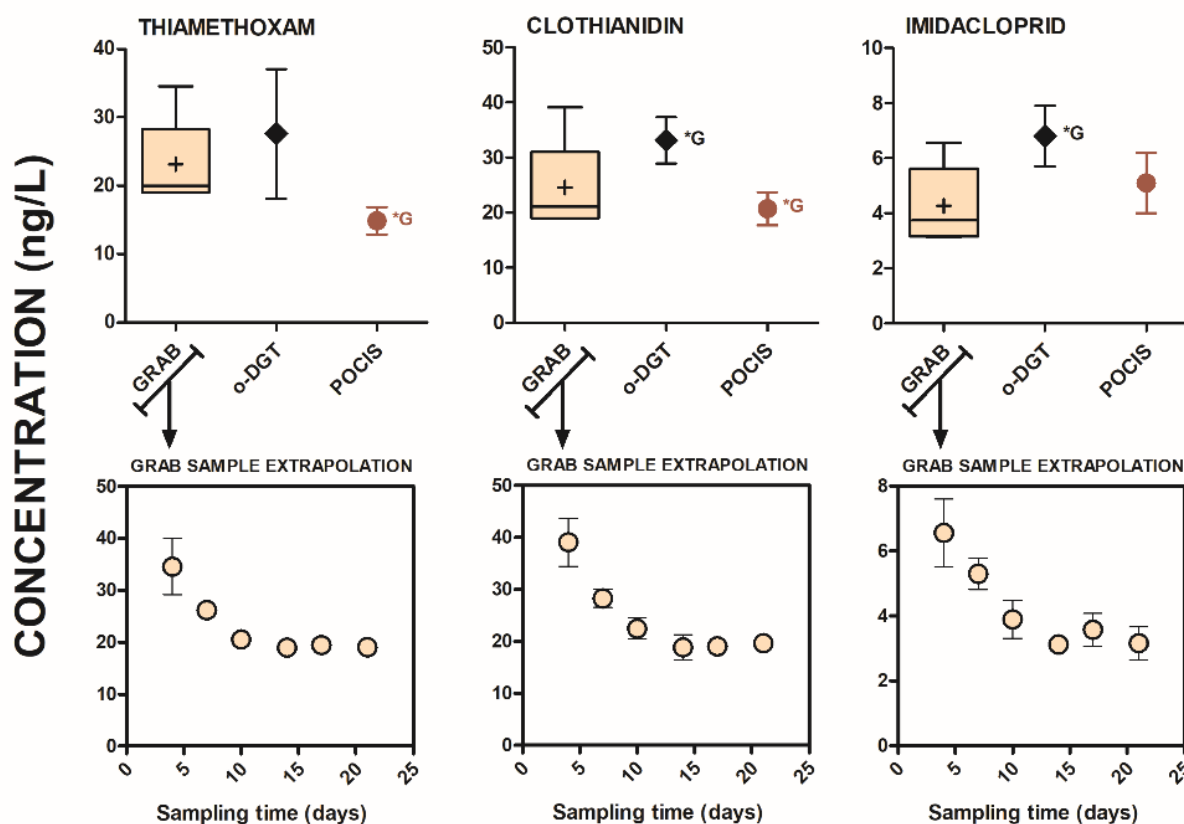 CONCENTRATION (ng/L)
THIAMETHOXAM
40
30
20
10
0
*G
GRAB
o-DGT
POCIS
CLOTHIANIDIN
50
40
30
20
10
0
*G
*G
GRAB
o-DGT
POCIS
IMIDACLOPRID
10
8
6
4
2
0
*G
GRAB
o-DGT
POCIS
GRAB SAMPLE EXTRAPOLATION
50
40
30
20
10
0
0
5
10
15
20
25
Sampling time (days)
GRAB SAMPLE EXTRAPOLATION
50
40
30
20
10
0
0
5
10
15
20
25
Sampling time (days)
GRAB SAMPLE EXTRAPOLATION
8
6
4
2
0
0
5
10
15
20
25
Sampling time (days)